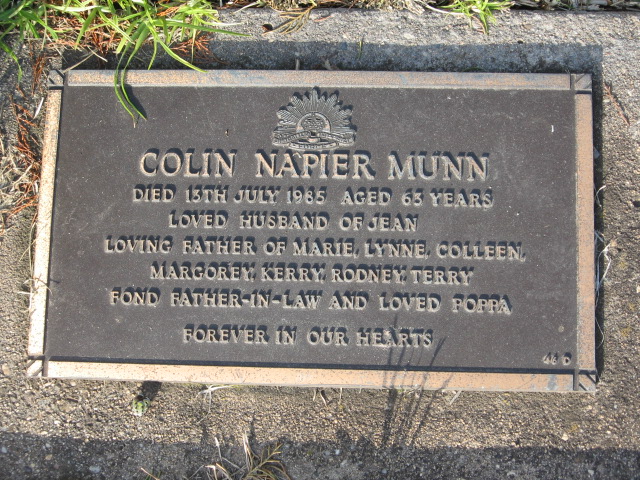 COLIN NAPIER MUNN
DIED 13TH JULY 1985 AGED 63 YEARS
LOVED HUSBAND OF JEAN
LOVING FATHER OF MARIE, LYNNE, COLLEEN,
MARGOREY, KERRY, RODNEY, TERRY
FOND FATHER-IN-LAW AND LOVED POPPA
FOREVER IN OUR HEARTS